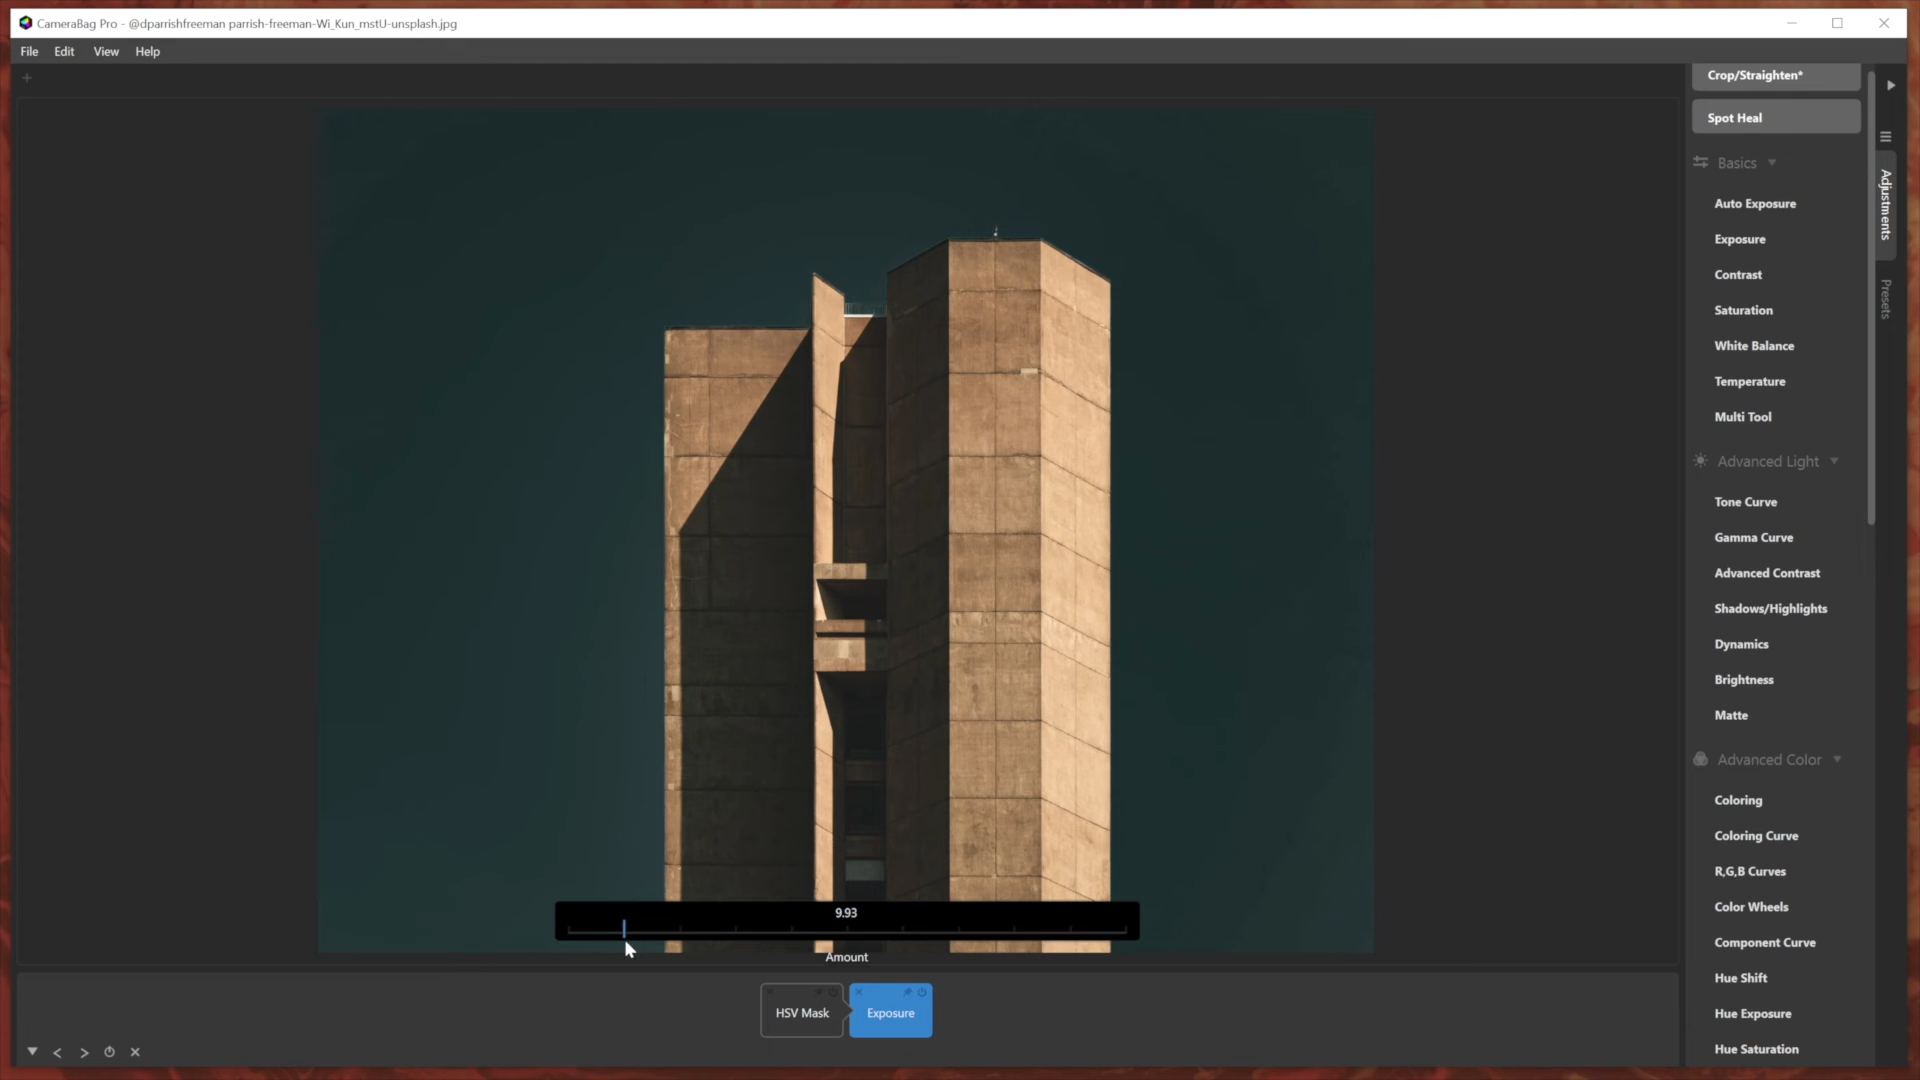 CameraBag Pro - @dparrishfreeman parrish-freeman-Wi_Kun_mstU-unsplash.jpg
File Edit View Help
Crop/Straighten*
Spot Heal
Basics
Auto Exposure
Exposure
Contrast
Saturation
White Balance
Temperature
Multi Tool
Advanced Light
Tone Curve
Gamma Curve
Advanced Contrast
Shadows/Highlights
Dynamics
Brightness
Matte
Advanced Color
Coloring
Coloring Curve
R,G,B Curves
Color Wheels
Component Curve
Hue Shift
Hue Exposure
Hue Saturation
Adjustments
Presets
9.93
Amount
HSV Mask
Exposure